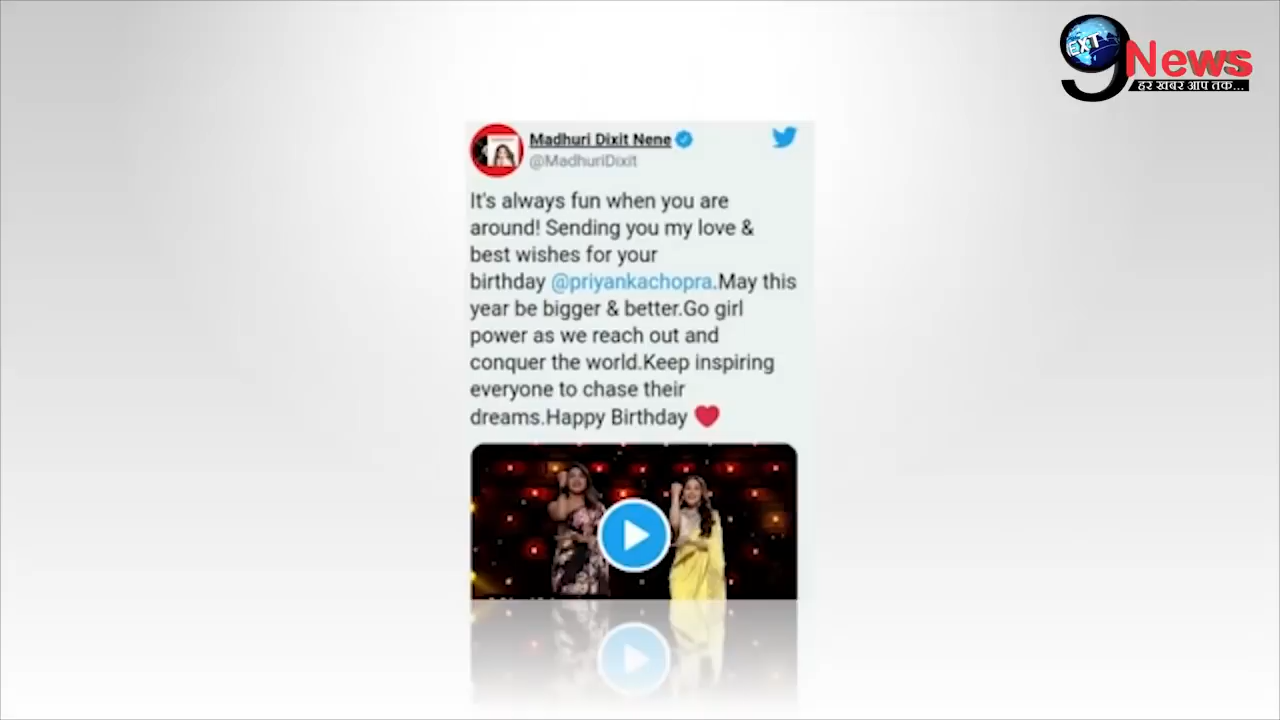 EXTY
9 News
हर खबर आप तक...
Madhuri Dixit Nene
@MadhuriDixit
It's always fun when you are
around! Sending you my love &
best wishes for your
birthday @priyankachopra.May this
year be bigger & better.Go girl
power as we reach out and
conquer the world.Keep inspiring
everyone to chase their
dreams.Happy Birthday ❤